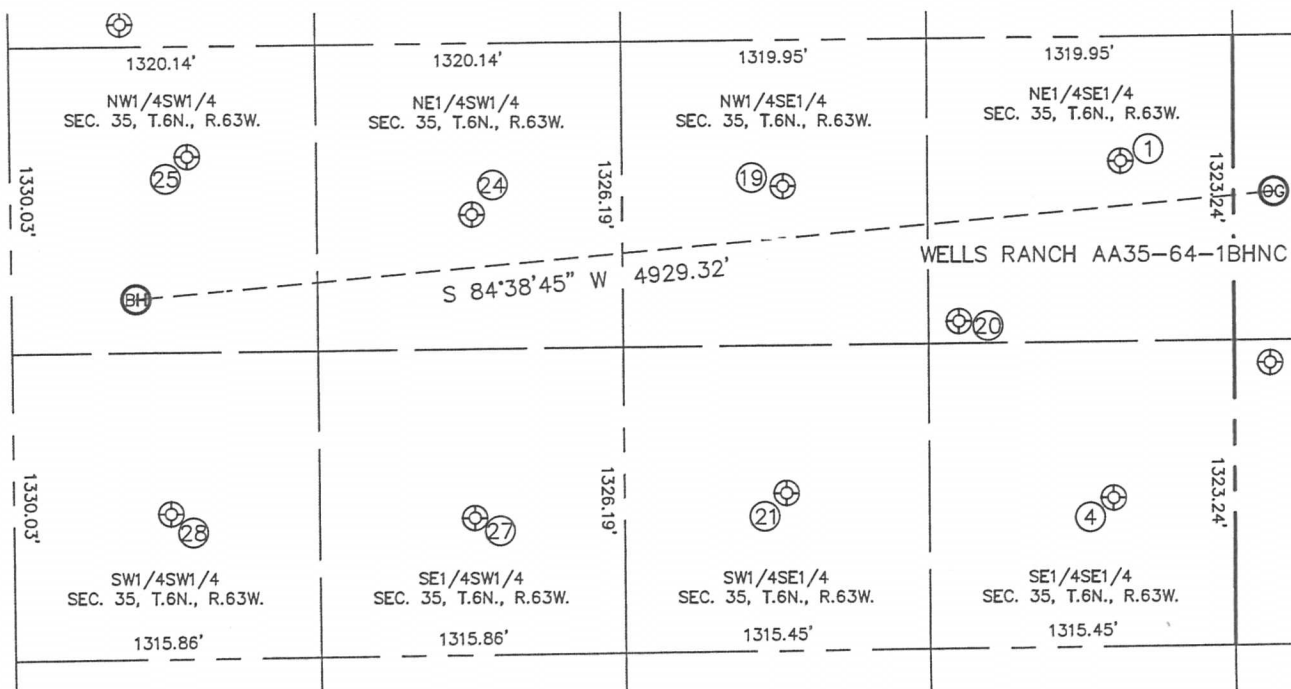 1320.14'
1320.14'
1319.95'
1319.95'
NW1/4SW1/4
SEC. 35, T.6N., R.63W.
NE1/4SW1/4
SEC. 35, T.6N., R.63W.
NW1/4SE1/4
SEC. 35, T.6N., R.63W.
NE1/4SE1/4
SEC. 35, T.6N., R.63W.
25
24
19
1
1330.03'
1326.19'
1323.24'
OG
WELLS RANCH AA35-64-1BHNC
S 84°38'45" W 4929.32'
BH
20
1330.03'
1326.19'
1323.24'
28
27
21
4
SW1/4SW1/4
SEC. 35, T.6N., R.63W.
SE1/4SW1/4
SEC. 35, T.6N., R.63W.
SW1/4SE1/4
SEC. 35, T.6N., R.63W.
SE1/4SE1/4
SEC. 35, T.6N., R.63W.
1315.86'
1315.86'
1315.45'
1315.45'